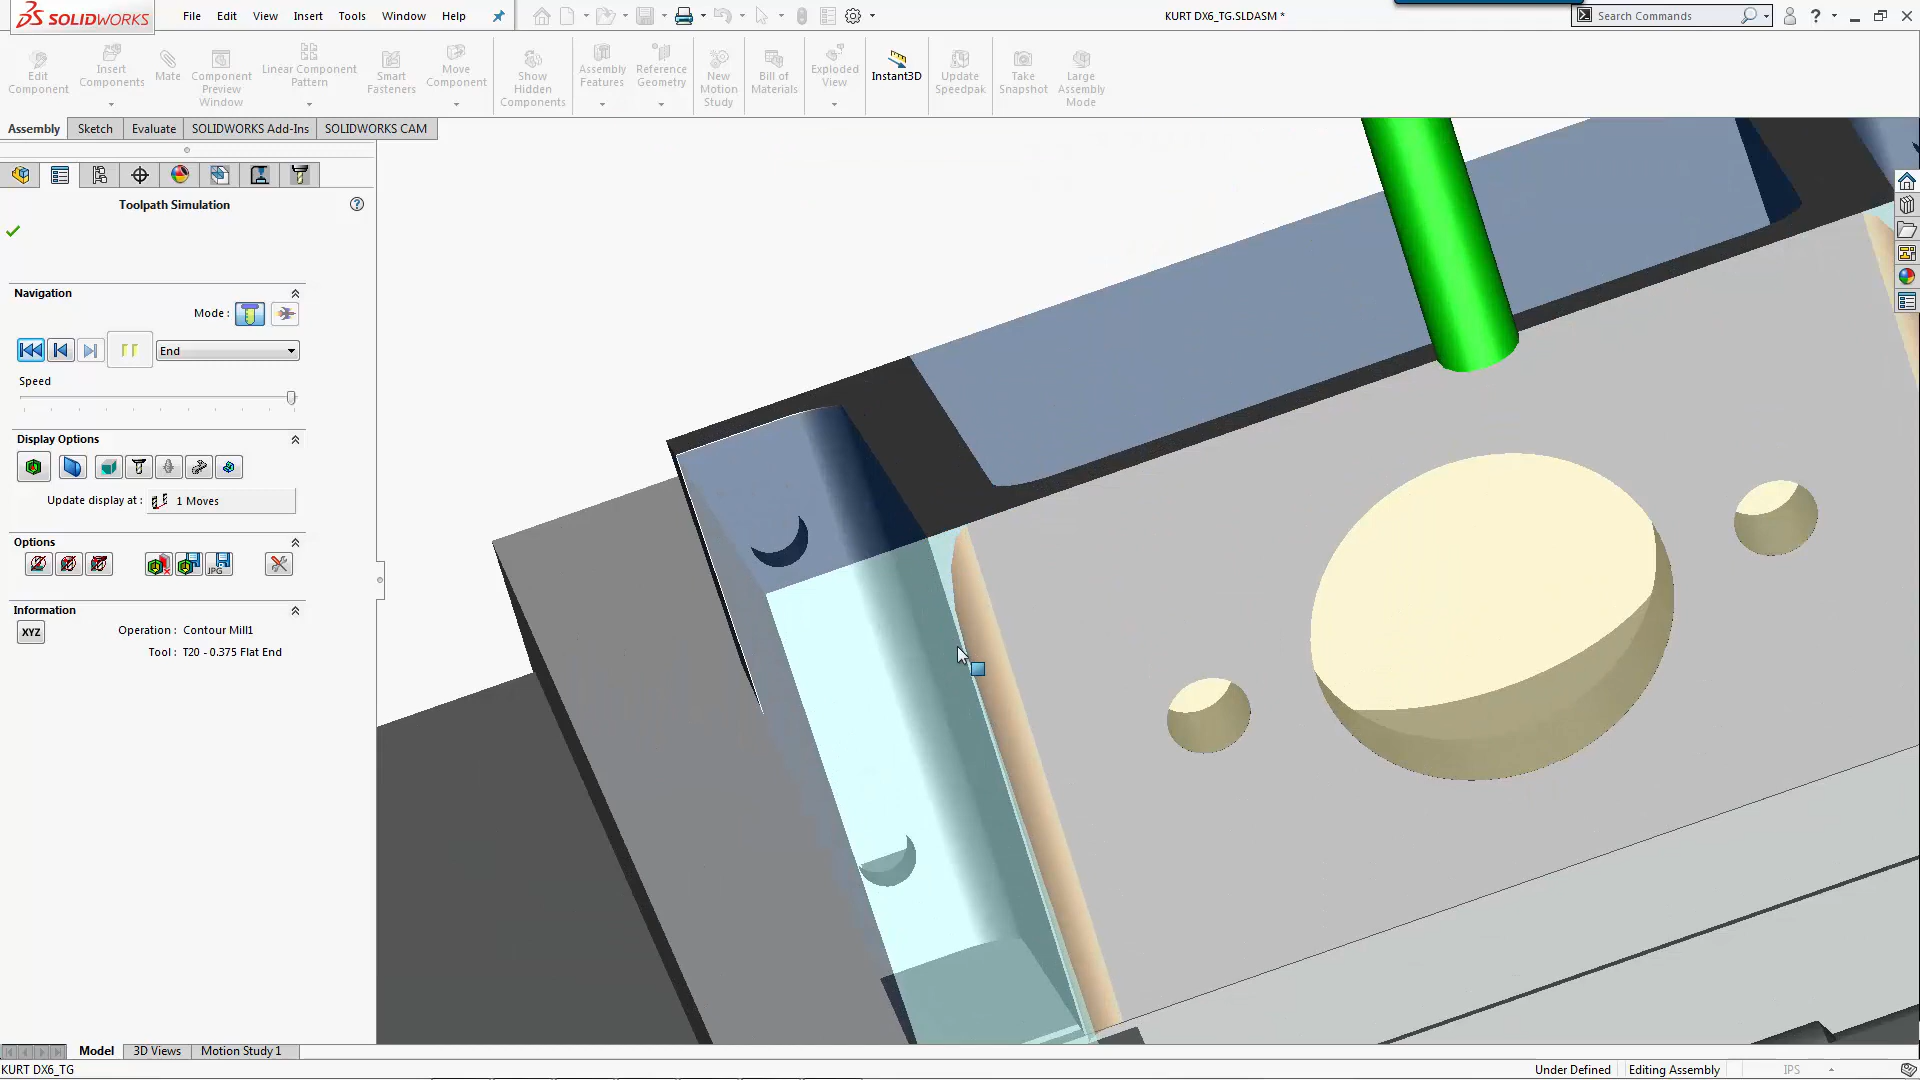 SOLIDWORKS File Edit View Insert Tools Window Help KURT DX6_TG.SLDASM * Search Commands ?
Edit Component
Insert Components
Mate
Component Preview Window
Linear Component Pattern
Smart Fasteners
Move Component
Show Hidden Components
Assembly Features
Reference Geometry
New Motion Study
Bill of Materials
Exploded View
Instant3D
Update Speedpak
Take Snapshot
Large Assembly Mode
Assembly Sketch Evaluate SOLIDWORKS Add-Ins SOLIDWORKS CAM
Toolpath Simulation ?
Navigation
Mode :
End
Speed
Display Options
Update display at : 1 Moves
Options
JPG
Information
XYZ Operation : Contour Mill1
Tool : T20 - 0.375 Flat End
Model 3D Views Motion Study 1
KURT DX6_TG Under Defined Editing Assembly IPS